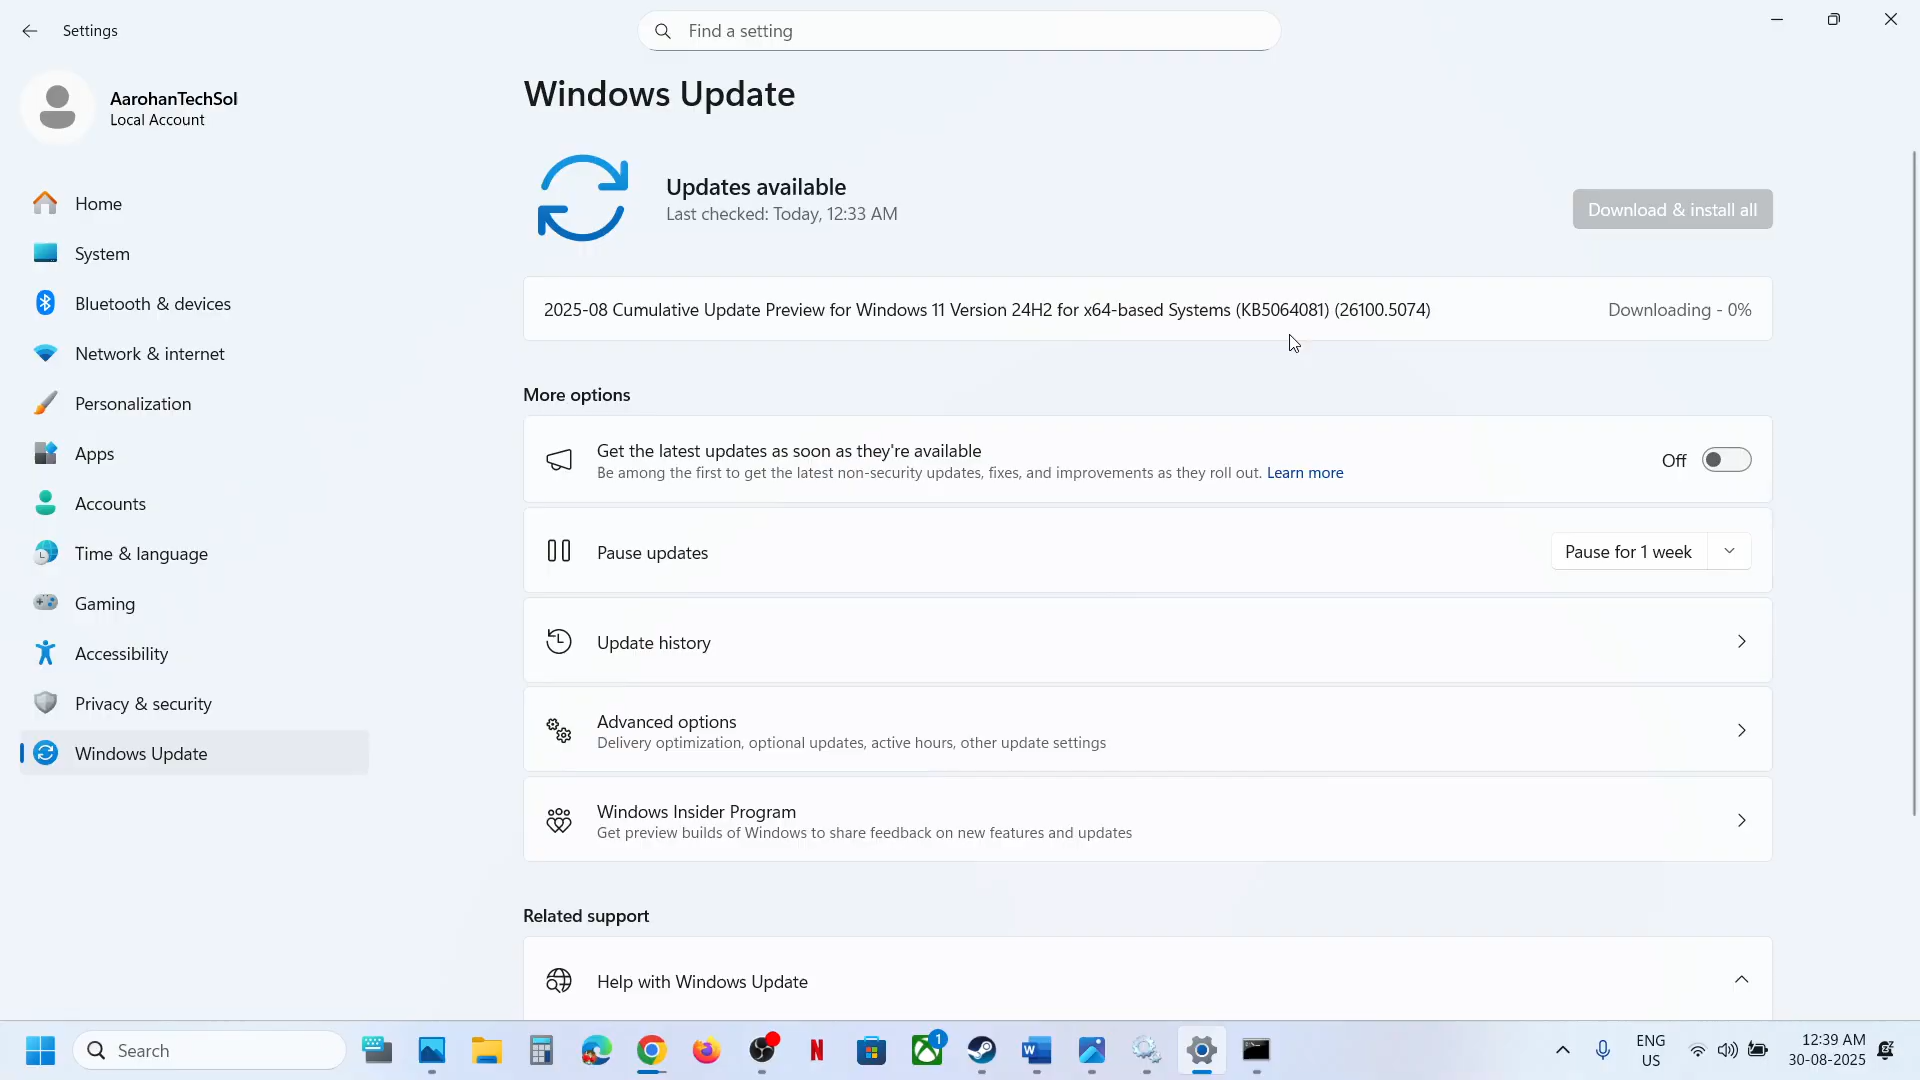 Settings
Find a setting
AarohanTechSol
Local Account
Home
System
Bluetooth & devices
Network & internet
Personalization
Apps
Accounts
Time & language
Gaming
Accessibility
Privacy & security
Windows Update
Windows Update
Updates available
Last checked: Today, 12:33 AM
Download & install all
2025-08 Cumulative Update Preview for Windows 11 Version 24H2 for x64-based Systems (KB5064081) (26100.5074)
Downloading - 0%
More options
Get the latest updates as soon as they're available
Be among the first to get the latest non-security updates, fixes, and improvements as they roll out. Learn more
Off
Pause updates
Pause for 1 week
Update history
Advanced options
Delivery optimization, optional updates, active hours, other update settings
Windows Insider Program
Get preview builds of Windows to share feedback on new features and updates
Related support
Help with Windows Update
Search
N
1
W
ENG
US
12:39 AM
30-08-2025